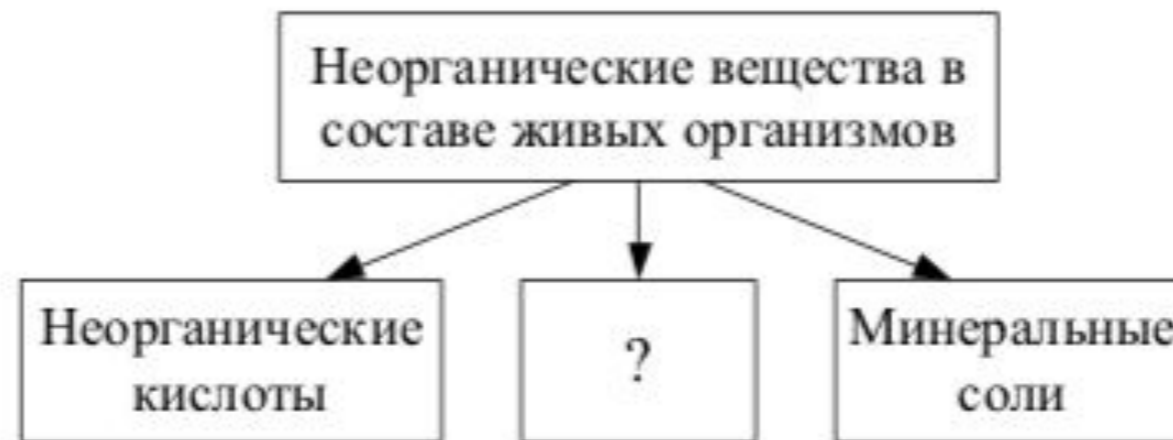 Неорганические вещества в
составе живых организмов
Неорганические
кислоты
?
Минеральные
соли